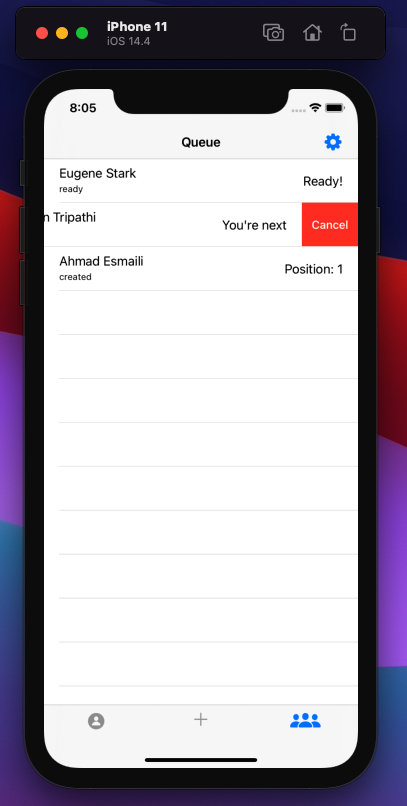 iPhone 11
iOS 14.4
8:05
Queue
Eugene Stark
ready
Ready!
n Tripathi
You're next
Cancel
Ahmad Esmaili
created
Position: 1